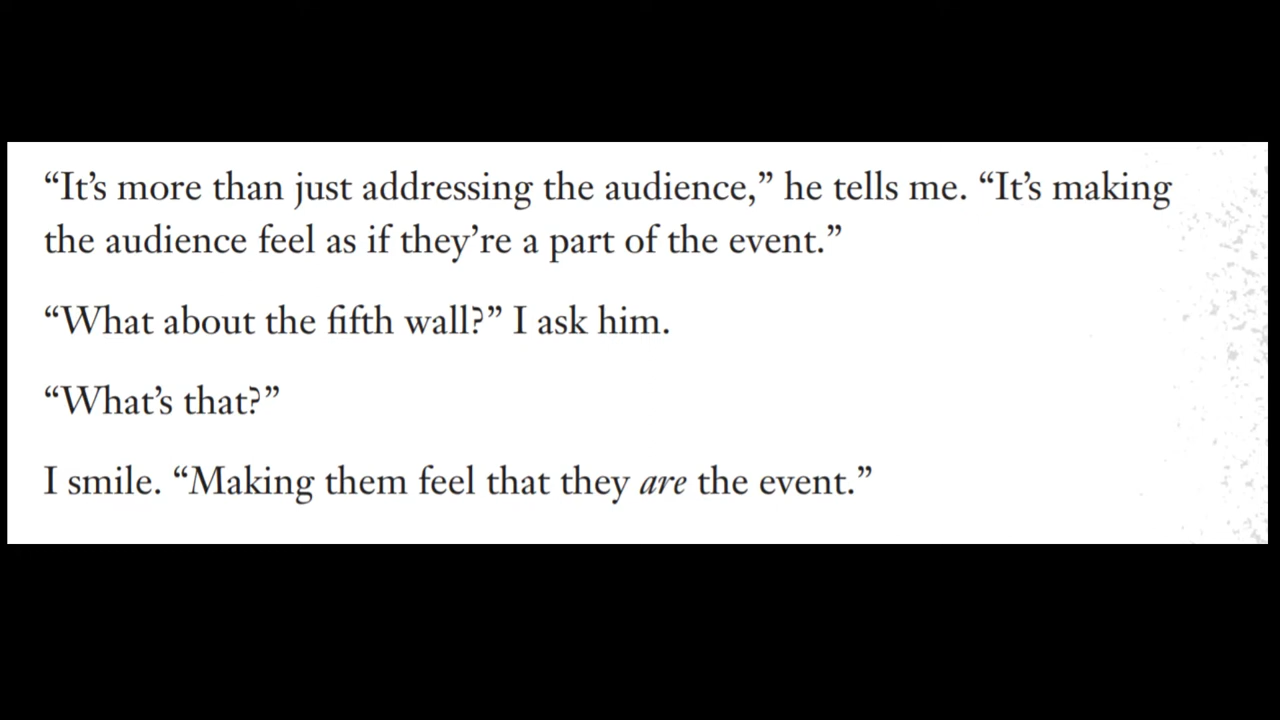 “It’s more than just addressing the audience,” he tells me. “It’s making
the audience feel as if they’re a part of the event.”
“What about the fifth wall?” I ask him.
“What’s that?”
I smile. “Making them feel that they are the event.”